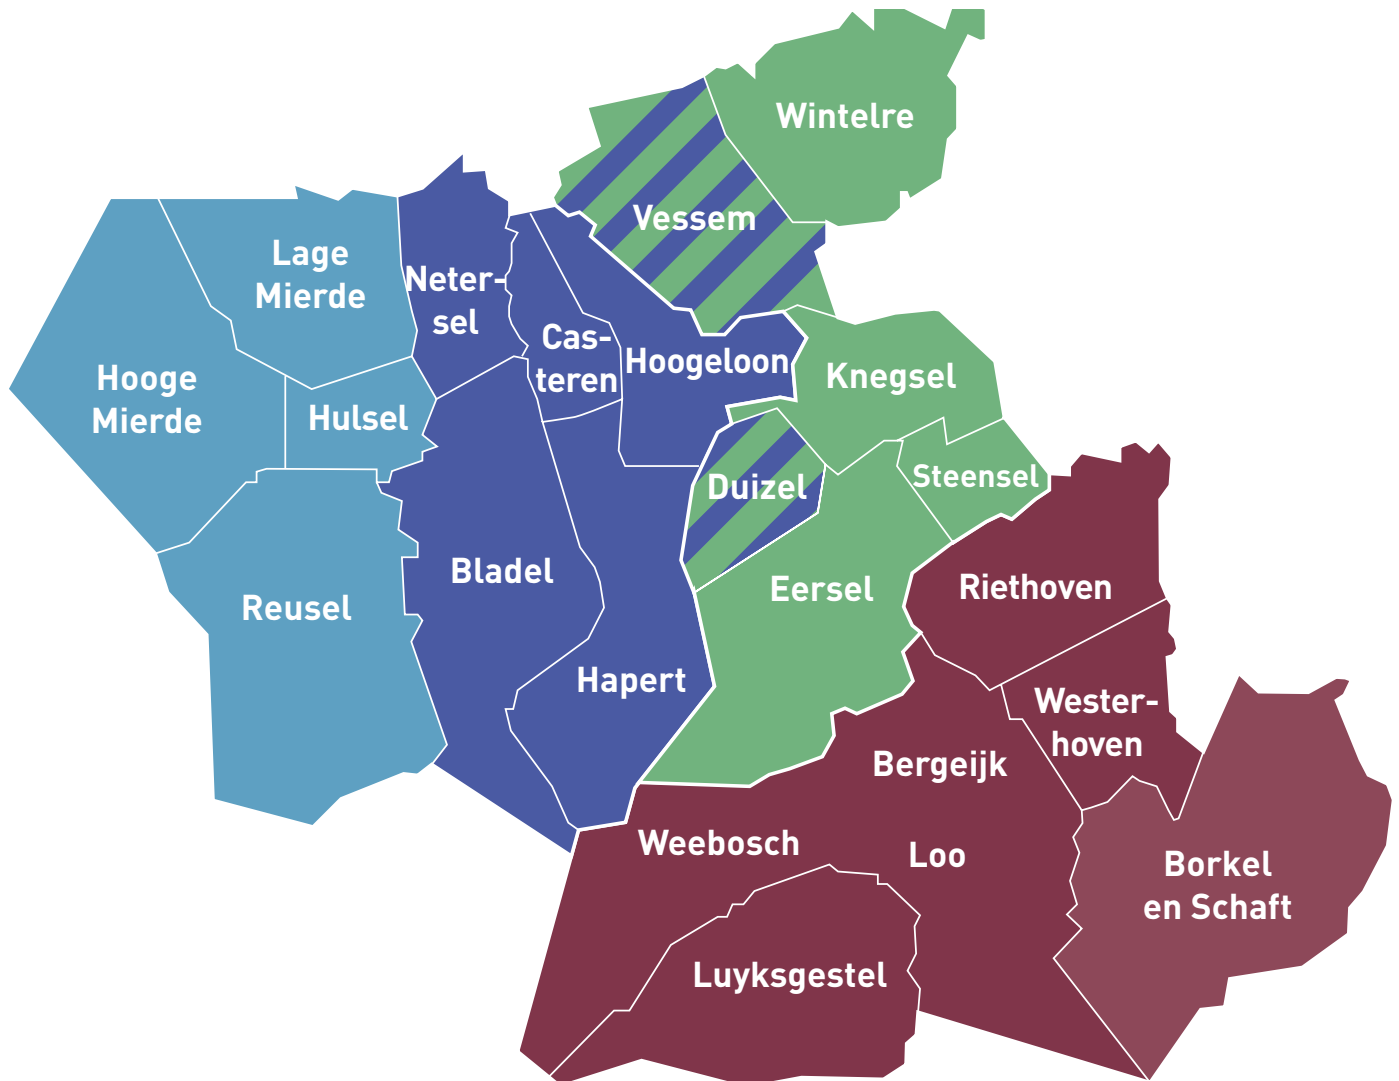 Wintelre
Vessem
Lage
Mierde
Neter-
sel
Cas-
teren
Hoogeloon
Knegsel
Hooge
Mierde
Hulsel
Steensel
Duizel
Bladel
Eersel
Riethoven
Reusel
Hapert
Wester-
hoven
Bergeijk
Weebosch
Loo
Borkel
en Schaft
Luyksgestel